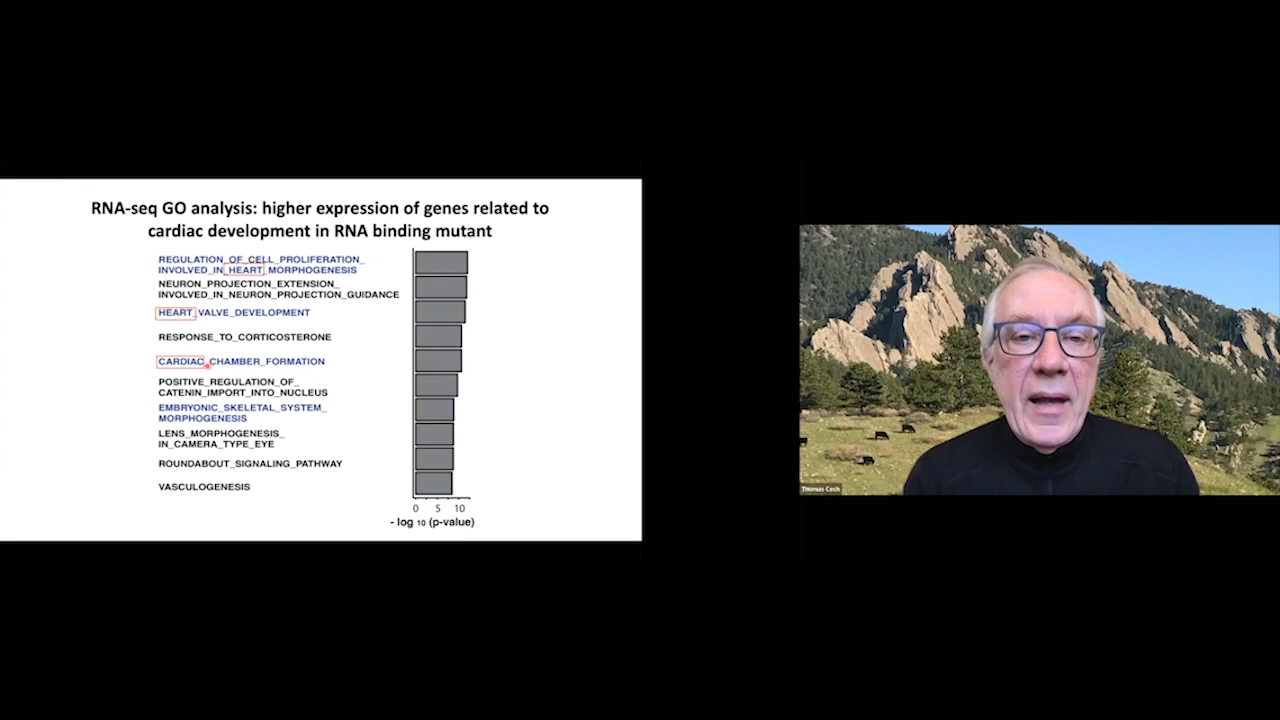 RNA-seq GO analysis: higher expression of genes related to
cardiac development in RNA binding mutant
REGULATION_OF_CELL_PROLIFERATION_
INVOLVED_IN_HEART_MORPHOGENESIS
NEURON_PROJECTION_EXTENSION_
INVOLVED_IN_NEURON_PROJECTION_GUIDANCE
HEART_VALVE_DEVELOPMENT
RESPONSE_TO_CORTICOSTERONE
CARDIAC_CHAMBER_FORMATION
POSITIVE_REGULATION_OF_
CATENIN_IMPORT_INTO_NUCLEUS
EMBRYONIC_SKELETAL_SYSTEM_
MORPHOGENESIS
LENS_MORPHOGENESIS_
IN_CAMERA_TYPE_EYE
ROUNDABOUT_SIGNALING_PATHWAY
VASCULOGENESIS
0 5 10
- log 10 (p-value)
Thomas Cech